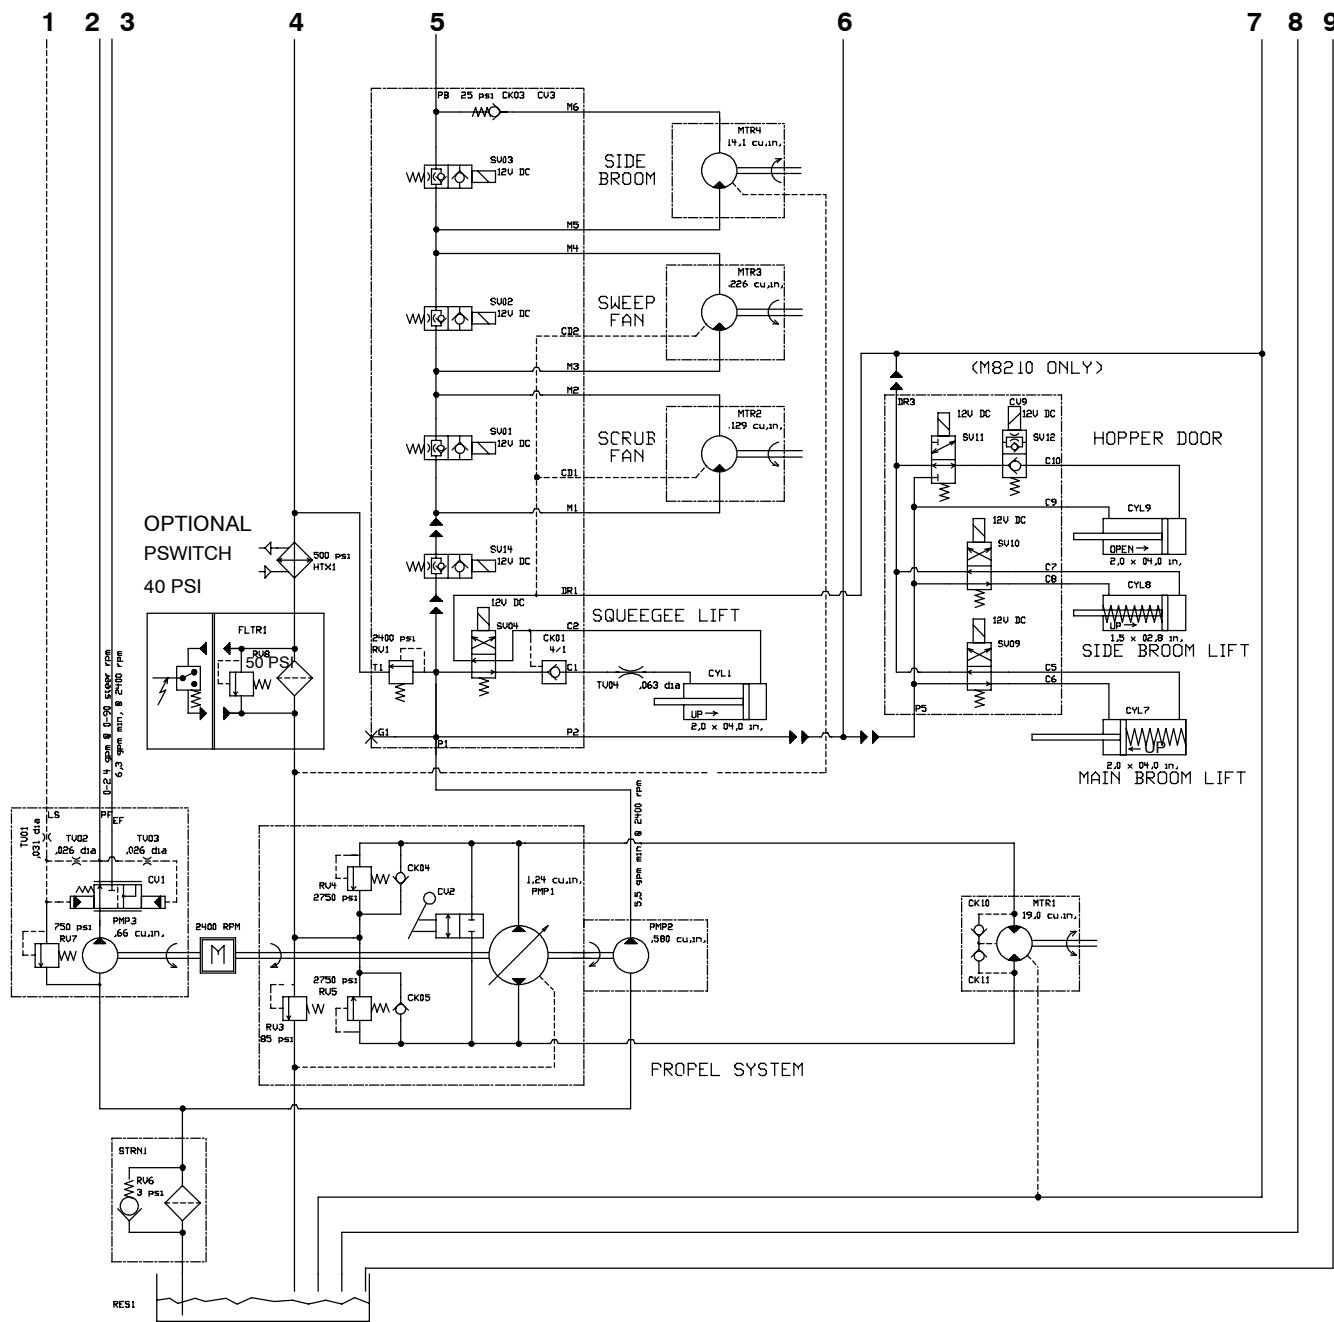 1 2 3 4 5 6 7 8 9
PB 25 psi CK03 CV3
M6
MTR4
14,1 cu,in,
SV03
12V DC
SIDE
BROOM
M5
M4
MTR3
.226 cu,in,
SV02
12V DC
SWEEP
FAN
CD2
M3
M2
(M8210 ONLY)
MTR2
.129 cu,in,
SV01
12V DC
SCRUB
FAN
CD1
M1
DR3
12V DC
CV9
12V DC
SV11
SV12
HOPPER DOOR
C10
C9
CYL9
OPEN
2,0 x 04,0 in,
12V DC
SV10
C7
C8
CYL8
UP
1,5 x 02,8 in,
SIDE BROOM LIFT
12V DC
SV09
C5
C6
P5
CYL7
UP
2,0 x 04,0 in,
MAIN BROOM LIFT
OPTIONAL
PSWITCH
40 PSI
500 psi
HTX1
SV14
12V DC
DR1
12V DC
SV04
SQUEEGEE LIFT
C2
CK01
4/1
C1
2400 psi
RV1
T1
TV04 ,063 dia
CYL1
UP
2,0 x 04,0 in,
FLTR1
RV8
50 PSI
G1
P1
P2
0-2.4 gpm @ 0-90 steer rpm
6,3 gpm min, @ 2400 rpm
5,5 gpm min, @ 2400 rpm
LS
PF
EF
TV01
,031 dia
TV02
,026 dia
TV03
,026 dia
CV1
PMP3
,66 cu,in,
750 psi
RV7
2400 RPM
M
RV4
2750 psi
CK04
CV2
1,24 cu,in,
PMP1
PMP2
,580 cu,in,
2750 psi
RV5
CK05
RV3
85 psi
CK10
MTR1
19,0 cu,in,
CK11
PROPEL SYSTEM
STRN1
RV6
3 psi
RES1